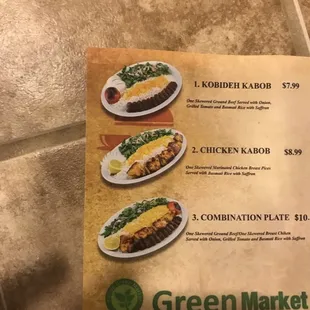 1. KOBIDEH KABOB $7.99
One Skewered Ground Beef Served with Onion,
Grilled Tomato and Basmati Rice with Saffron
2. CHICKEN KABOB $8.99
One Skewered Marinated Chicken Breast Pices
Served with Basmati Rice with Saffron
3. COMBINATION PLATE $10.
One Skewered Ground Beef/One Skewered Breast Chiken
Served with Onion, Grilled Tomato and Basmati Rice with Saffron
Green Market